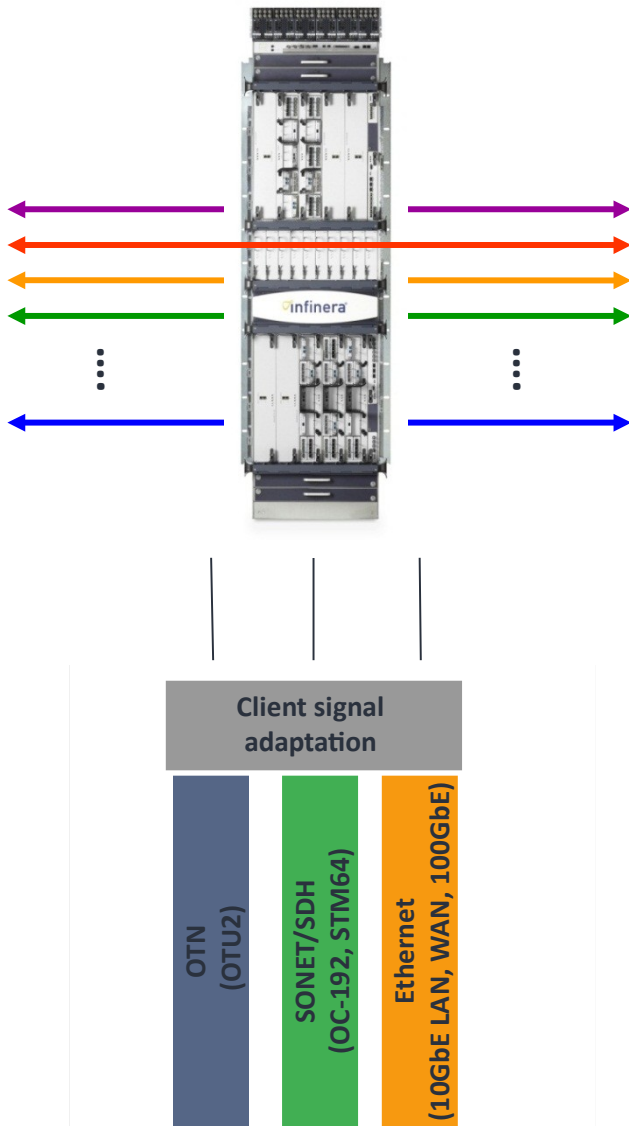 infinera
Client signal
adaptation
OTN
(OTU2)
SONET/SDH
(OC-192, STM64)
Ethernet
(10GbE LAN, WAN, 100GbE)